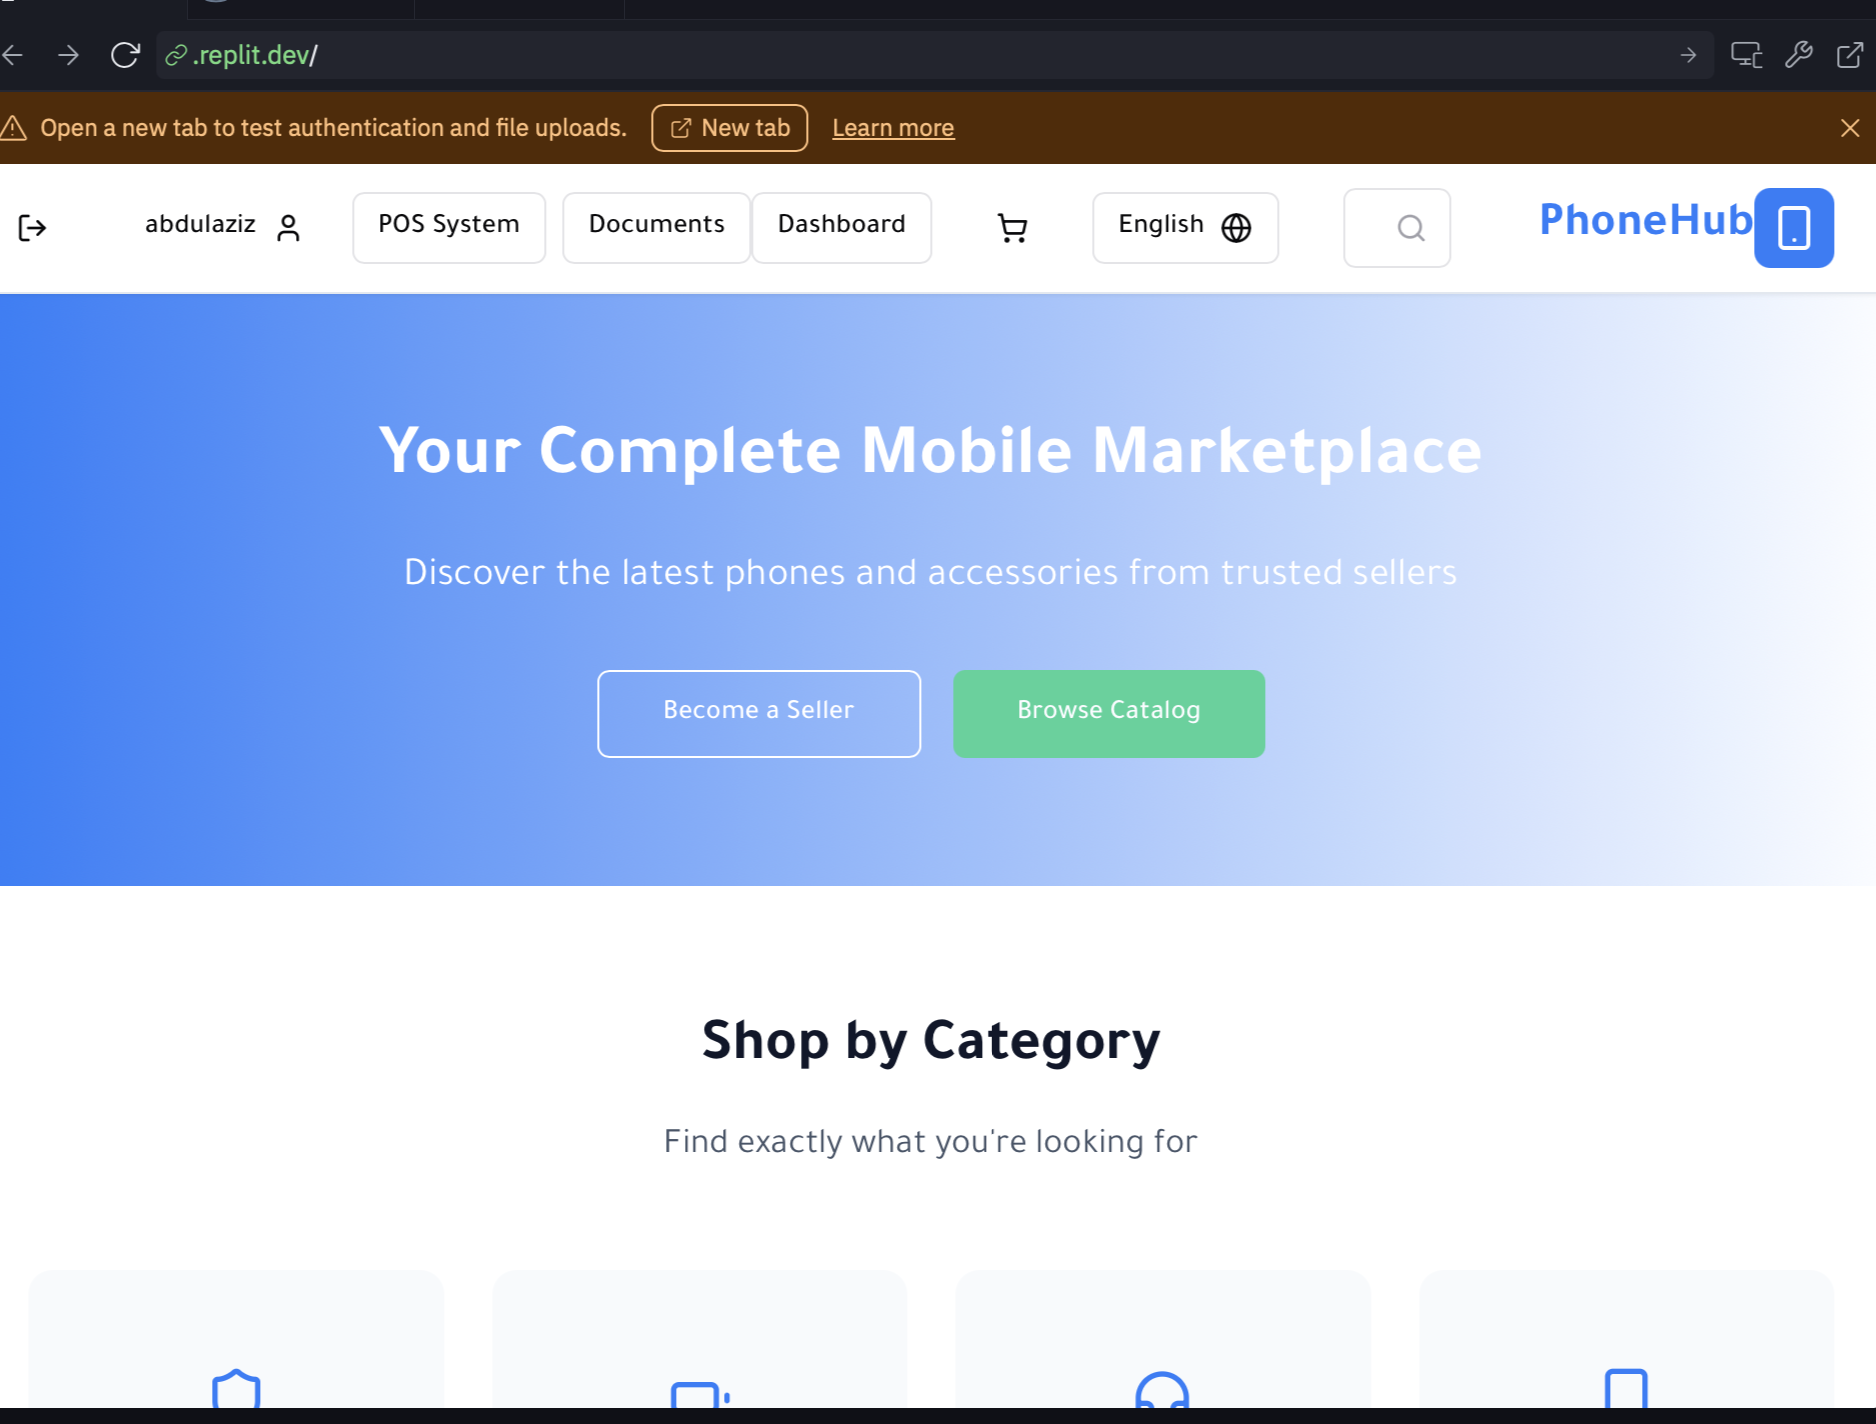 .replit.dev/
Open a new tab to test authentication and file uploads. New tab Learn more
abdulaziz POS System Documents Dashboard English PhoneHub
Your Complete Mobile Marketplace
Discover the latest phones and accessories from trusted sellers
Become a Seller Browse Catalog
Shop by Category
Find exactly what you're looking for